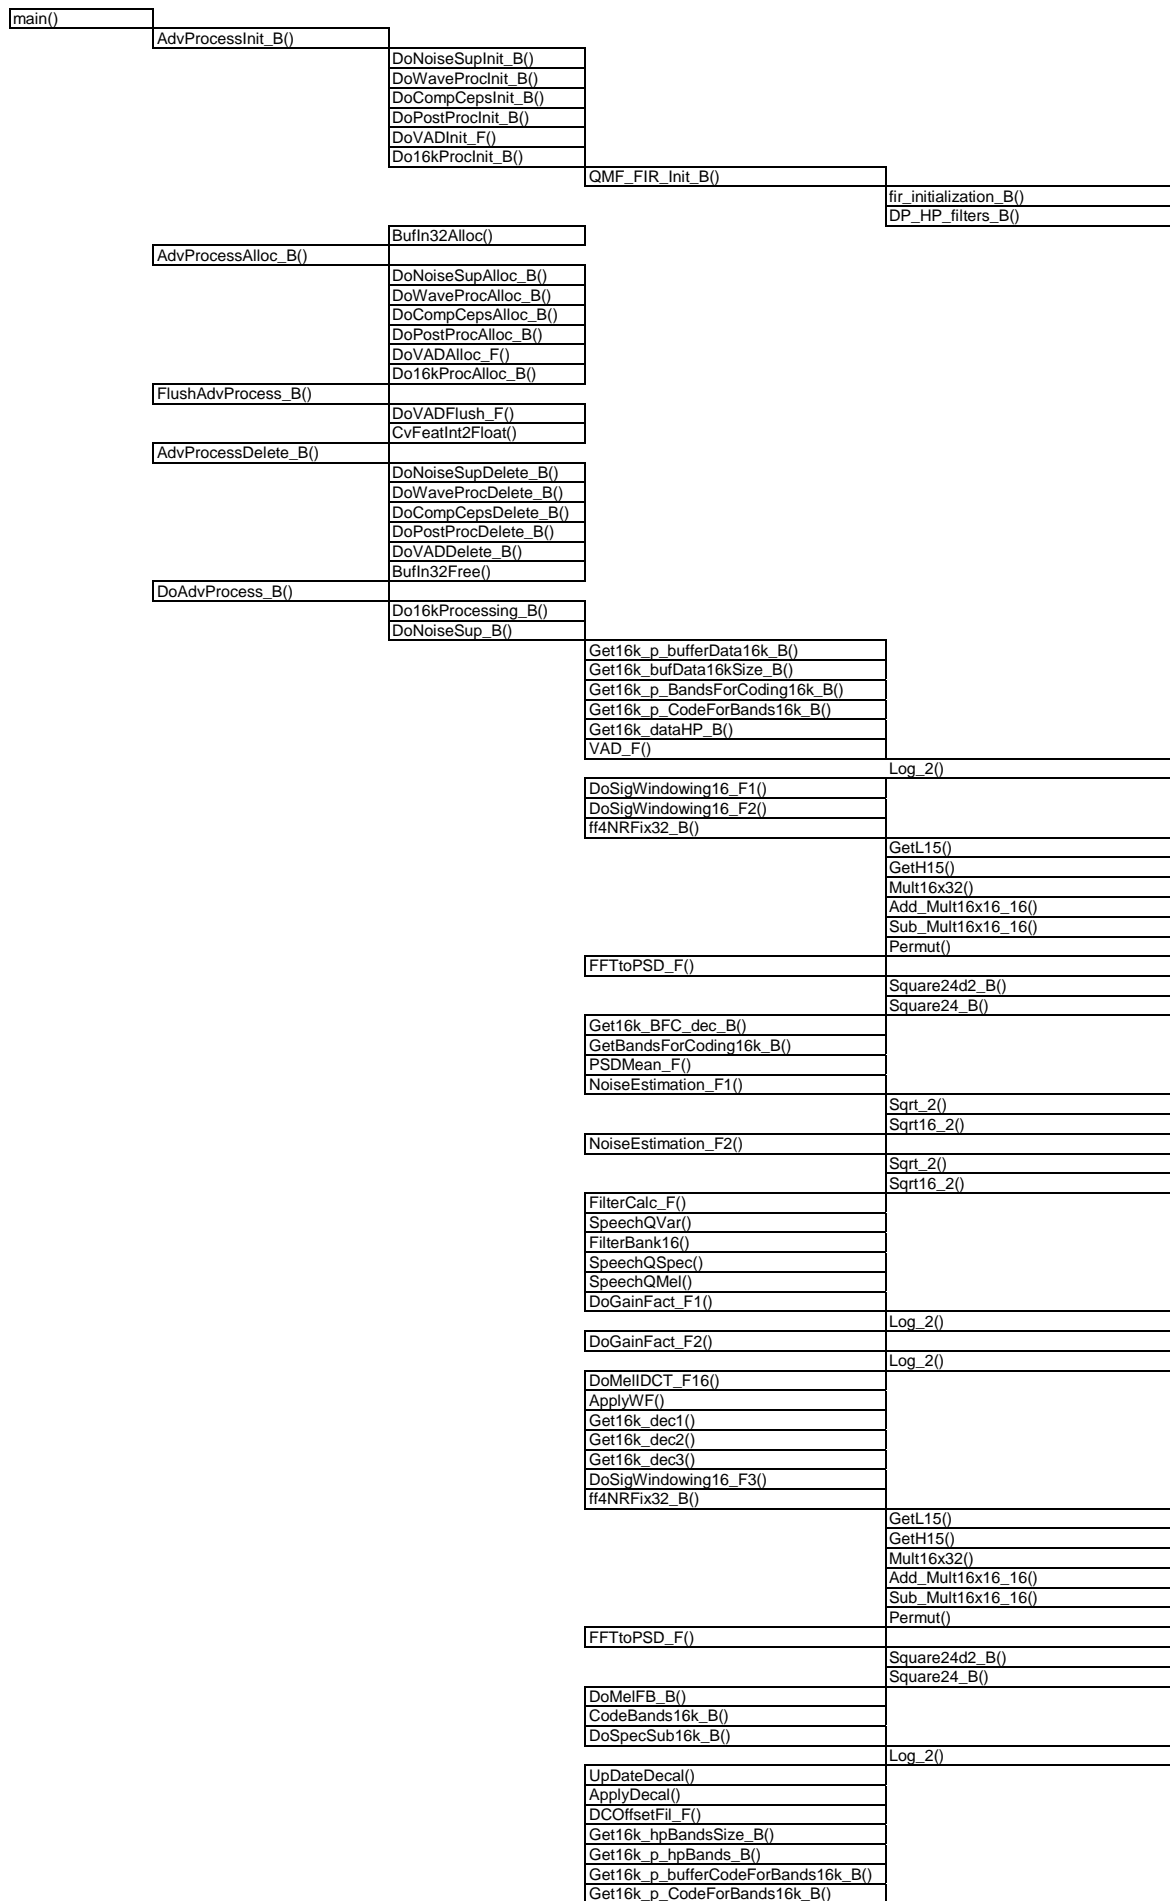 main()
AdvProcessInit_B()
DoNoiseSupInit_B()
DoWaveProcInit_B()
DoCompCepsInit_B()
DoPostProcInit_B()
DoVADInit_F()
Do16kProcInit_B()
QMF_FIR_Init_B()
fir_initialization_B()
DP_HP_filters_B()
BufIn32Alloc()
AdvProcessAlloc_B()
DoNoiseSupAlloc_B()
DoWaveProcAlloc_B()
DoCompCepsAlloc_B()
DoPostProcAlloc_B()
DoVADAlloc_F()
Do16kProcAlloc_B()
FlushAdvProcess_B()
DoVADFlush_F()
CvFeatInt2Float()
AdvProcessDelete_B()
DoNoiseSupDelete_B()
DoWaveProcDelete_B()
DoCompCepsDelete_B()
DoPostProcDelete_B()
DoVADDelete_B()
BufIn32Free()
DoAdvProcess_B()
Do16kProcessing_B()
DoNoiseSup_B()
Get16k_p_bufferData16k_B()
Get16k_bufData16kSize_B()
Get16k_p_BandsForCoding16k_B()
Get16k_p_CodeForBands16k_B()
Get16k_dataHP_B()
VAD_F()
Log_2()
DoSigWindowing16_F1()
DoSigWindowing16_F2()
ff4NRFix32_B()
GetL15()
GetH15()
Mult16x32()
Add_Mult16x16_16()
Sub_Mult16x16_16()
Permut()
FFTtoPSD_F()
Square24d2_B()
Square24_B()
Get16k_BFC_dec_B()
GetBandsForCoding16k_B()
PSDMean_F()
NoiseEstimation_F1()
Sqrt_2()
Sqrt16_2()
NoiseEstimation_F2()
Sqrt_2()
Sqrt16_2()
FilterCalc_F()
SpeechQVar()
FilterBank16()
SpeechQSpec()
SpeechQMel()
DoGainFact_F1()
Log_2()
DoGainFact_F2()
Log_2()
DoMelIDCT_F16()
ApplyWF()
Get16k_dec1()
Get16k_dec2()
Get16k_dec3()
DoSigWindowing16_F3()
ff4NRFix32_B()
GetL15()
GetH15()
Mult16x32()
Add_Mult16x16_16()
Sub_Mult16x16_16()
Permut()
FFTtoPSD_F()
Square24d2_B()
Square24_B()
DoMelFB_B()
CodeBands16k_B()
DoSpecSub16k_B()
Log_2()
UpDateDecal()
ApplyDecal()
DCOffsetFil_F()
Get16k_hpBandsSize_B()
Get16k_p_hpBands_B()
Get16k_p_bufferCodeForBands16k_B()
Get16k_p_CodeForBands16k_B()